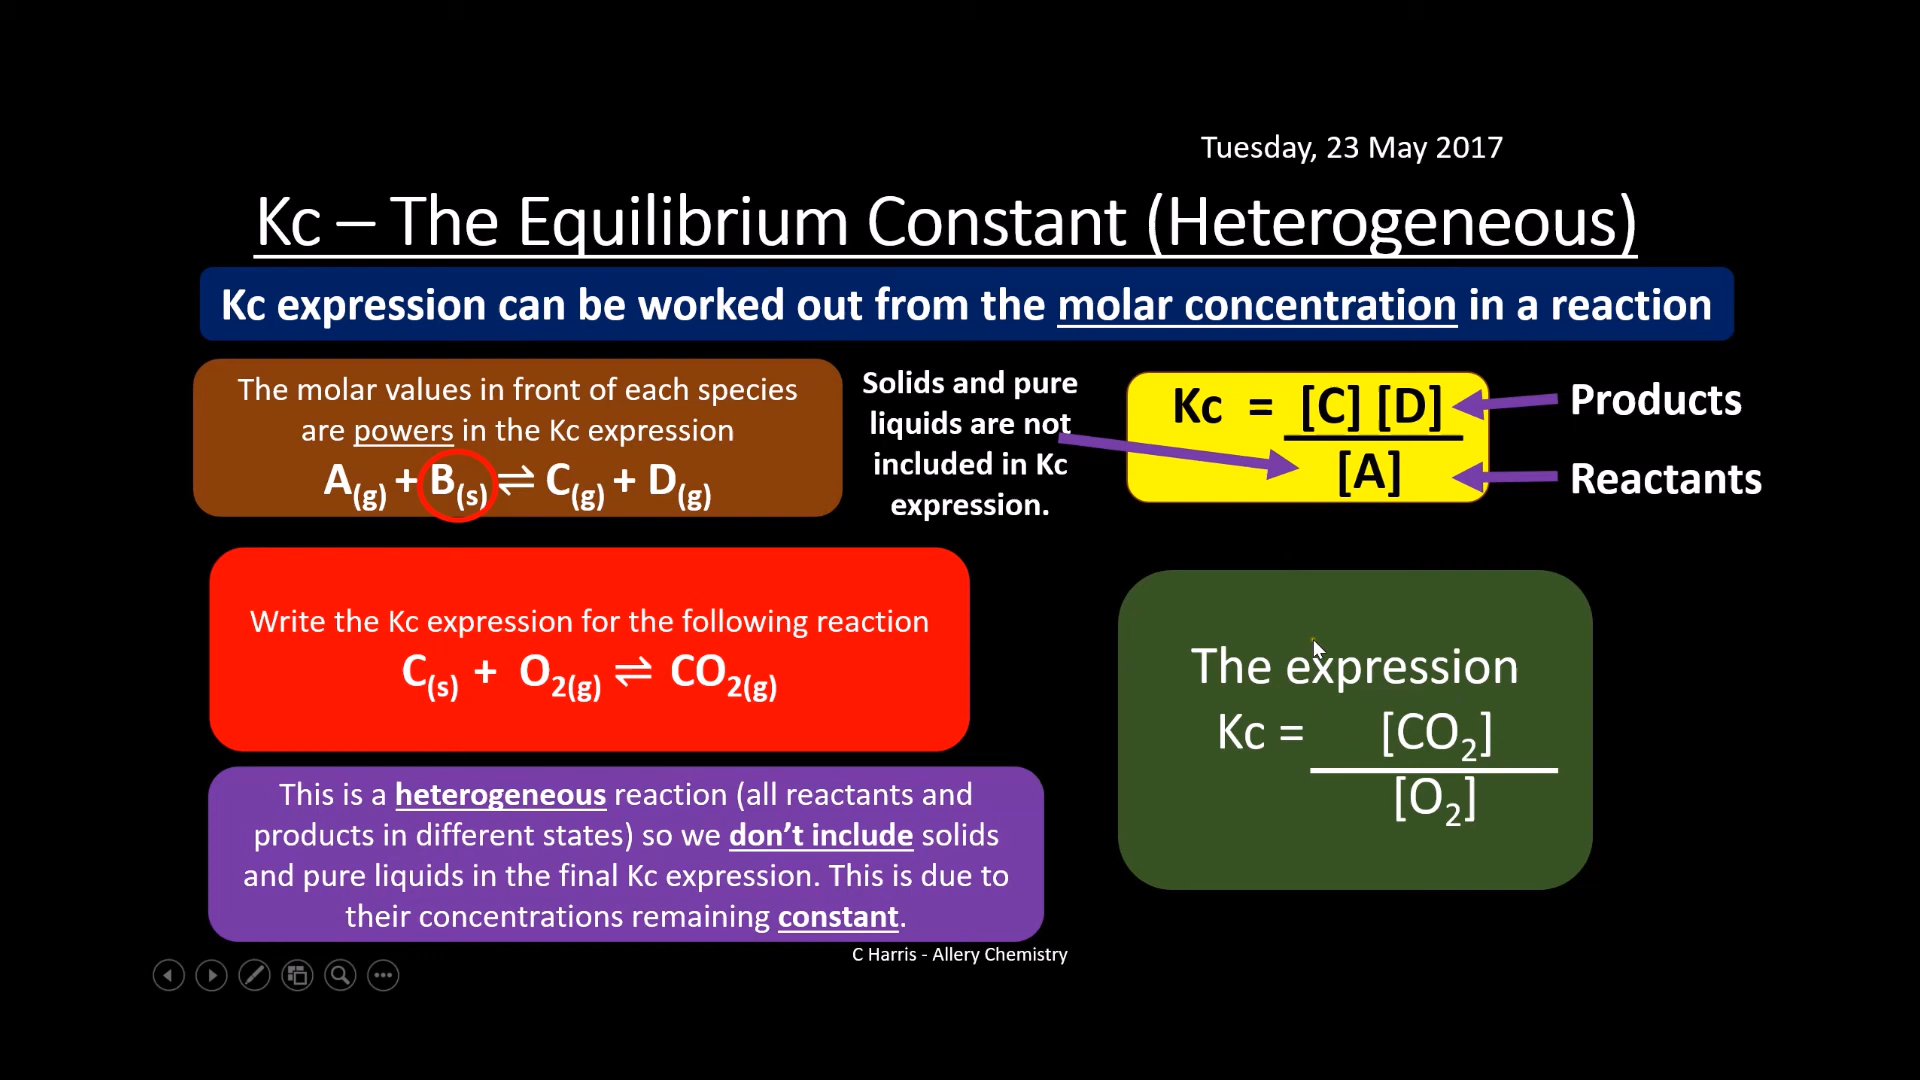 Tuesday, 23 May 2017
Kc – The Equilibrium Constant (Heterogeneous)
Kc expression can be worked out from the molar concentration in a reaction
The molar values in front of each species
are powers in the Kc expression
A(g) + B(s) ⇌ C(g) + D(g)
Solids and pure
liquids are not
included in Kc
expression.
Kc = [C] [D]
[A]
Products
Reactants
Write the Kc expression for the following reaction
C(s) + O2(g) ⇌ CO2(g)
The expression
Kc = [CO2]
[O2]
This is a heterogeneous reaction (all reactants and
products in different states) so we don’t include solids
and pure liquids in the final Kc expression. This is due to
their concentrations remaining constant.
C Harris - Allery Chemistry